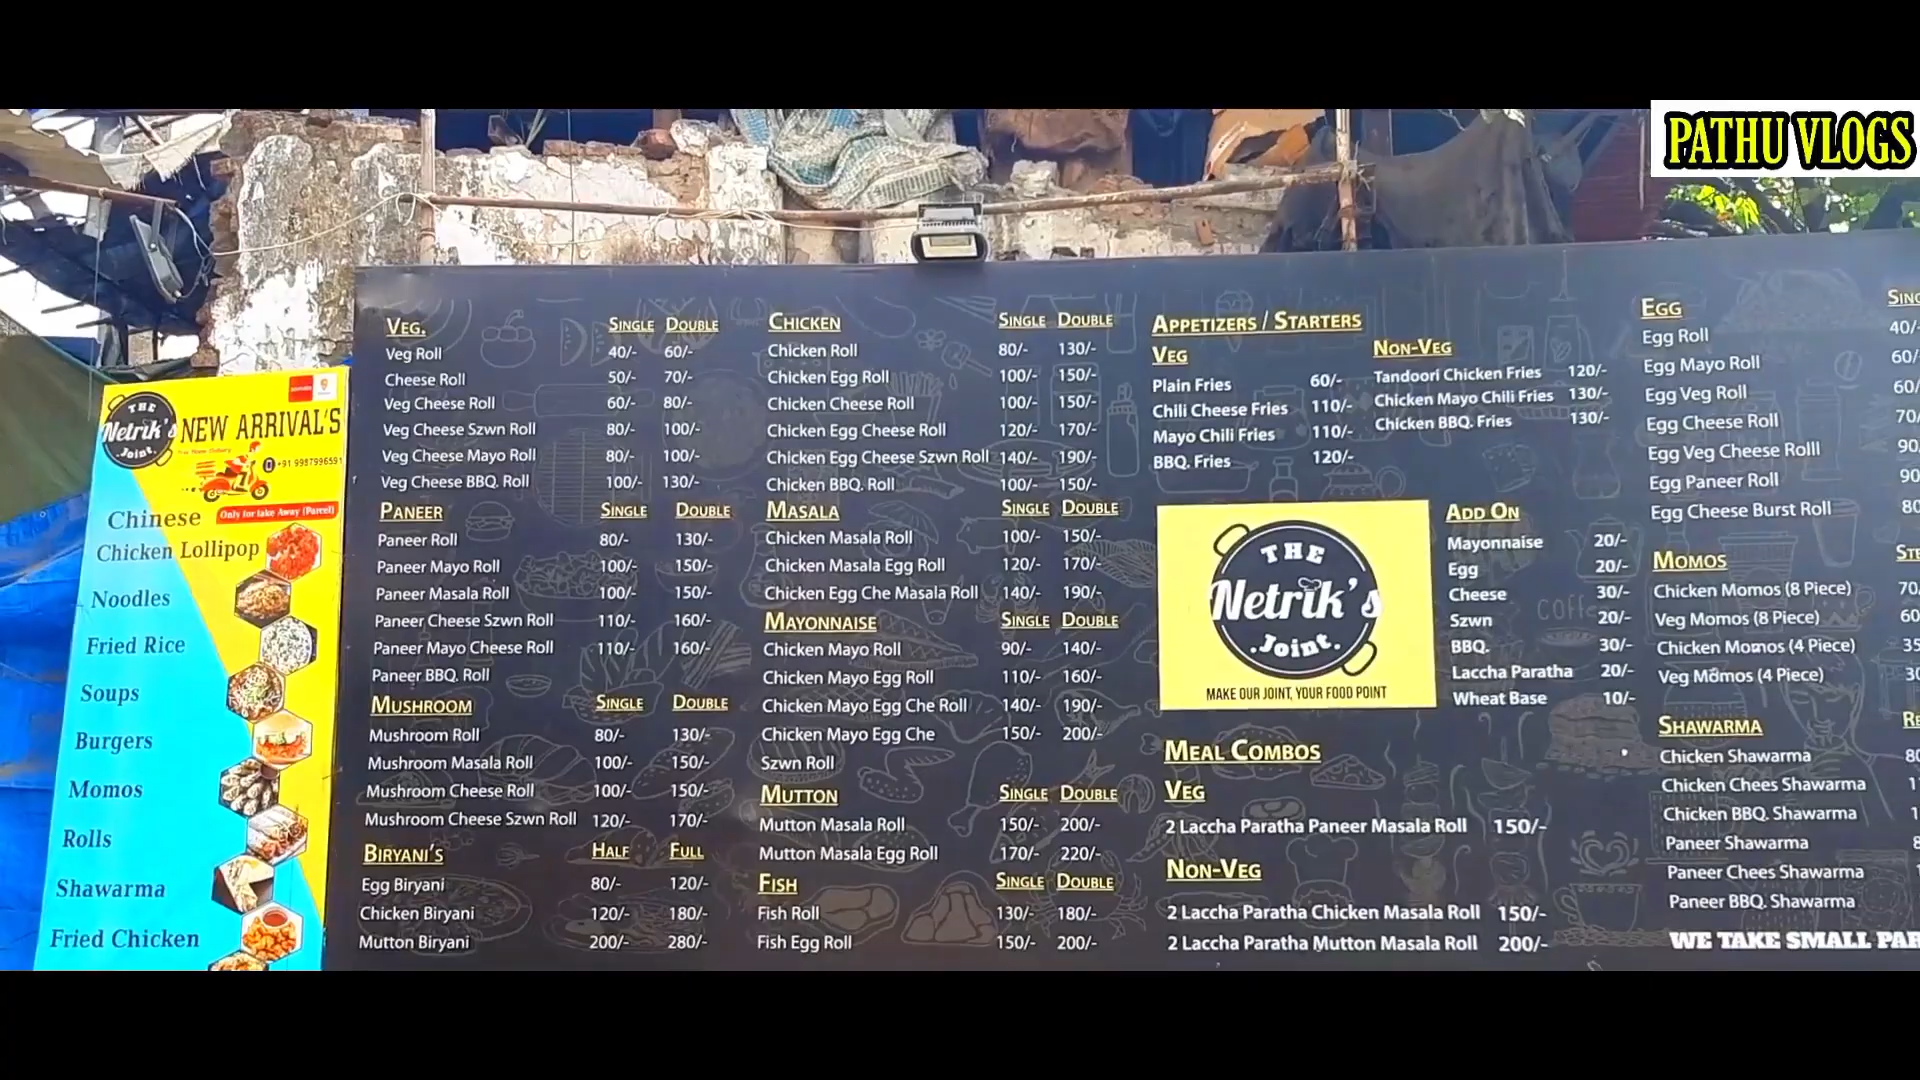 PATHU VLOGS
THE
Netrik's
Joint.
NEW ARRIVAL'S
Only for take Away (Parcel)
Chinese
Chicken Lollipop
Noodles
Fried Rice
Soups
Burgers
Momos
Rolls
Shawarma
Fried Chicken
VEG. SINGLE DOUBLE
Veg Roll 40/- 60/-
Cheese Roll 50/- 70/-
Veg Cheese Roll 60/- 80/-
Veg Cheese Szwn Roll 80/- 100/-
Veg Cheese Mayo Roll 80/- 100/-
Veg Cheese BBQ. Roll 100/- 130/-
PANEER SINGLE DOUBLE
Paneer Roll 80/- 130/-
Paneer Mayo Roll 100/- 150/-
Paneer Masala Roll 100/- 150/-
Paneer Cheese Szwn Roll 110/- 160/-
Paneer Mayo Cheese Roll 110/- 160/-
Paneer BBQ. Roll
MUSHROOM SINGLE DOUBLE
Mushroom Roll 80/- 130/-
Mushroom Masala Roll 100/- 150/-
Mushroom Cheese Roll 100/- 150/-
Mushroom Cheese Szwn Roll 120/- 170/-
BIRYANI'S HALF FULL
Egg Biryani 80/- 120/-
Chicken Biryani 120/- 180/-
Mutton Biryani 200/- 280/-
CHICKEN SINGLE DOUBLE
Chicken Roll 80/- 130/-
Chicken Egg Roll 100/- 150/-
Chicken Cheese Roll 100/- 150/-
Chicken Egg Cheese Roll 120/- 170/-
Chicken Egg Cheese Szwn Roll 140/- 190/-
Chicken BBQ. Roll 100/- 150/-
MASALA SINGLE DOUBLE
Chicken Masala Roll 100/- 150/-
Chicken Masala Egg Roll 120/- 170/-
Chicken Egg Che Masala Roll 140/- 190/-
MAYONNAISE SINGLE DOUBLE
Chicken Mayo Roll 90/- 140/-
Chicken Mayo Egg Roll 110/- 160/-
Chicken Mayo Egg Che Roll 140/- 190/-
Chicken Mayo Egg Che 150/- 200/-
Szwn Roll
MUTTON SINGLE DOUBLE
Mutton Masala Roll 150/- 200/-
Mutton Masala Egg Roll 170/- 220/-
FISH SINGLE DOUBLE
Fish Roll 130/- 180/-
Fish Egg Roll 150/- 200/-
APPETIZERS / STARTERS
VEG
Plain Fries 60/-
Chili Cheese Fries 110/-
Mayo Chili Fries 110/-
BBQ. Fries 120/-
NON-VEG
Tandoori Chicken Fries 120/-
Chicken Mayo Chili Fries 130/-
Chicken BBQ. Fries 130/-
THE
Netrik's
Joint.
MAKE OUR JOINT, YOUR FOOD POINT
ADD ON
Mayonnaise 20/-
Egg 20/-
Cheese 30/-
Szwn 20/-
BBQ. 30/-
Laccha Paratha 20/-
Wheat Base 10/-
MEAL COMBOS
VEG
2 Laccha Paratha Paneer Masala Roll 150/-
NON-VEG
2 Laccha Paratha Chicken Masala Roll 150/-
2 Laccha Paratha Mutton Masala Roll 200/-
EGG
Egg Roll 40/-
Egg Mayo Roll 60/-
Egg Veg Roll 60/
Egg Cheese Roll 70/
Egg Veg Cheese Rolll 90
Egg Paneer Roll 90
Egg Cheese Burst Roll 80
MOMOS
Chicken Momos (8 Piece) 70
Veg Momos (8 Piece) 60
Chicken Momos (4 Piece) 35
Veg Momos (4 Piece) 30
SHAWARMA
Chicken Shawarma 80
Chicken Chees Shawarma
Chicken BBQ. Shawarma
Paneer Shawarma
Paneer Chees Shawarma
Paneer BBQ. Shawarma
WE TAKE SMALL